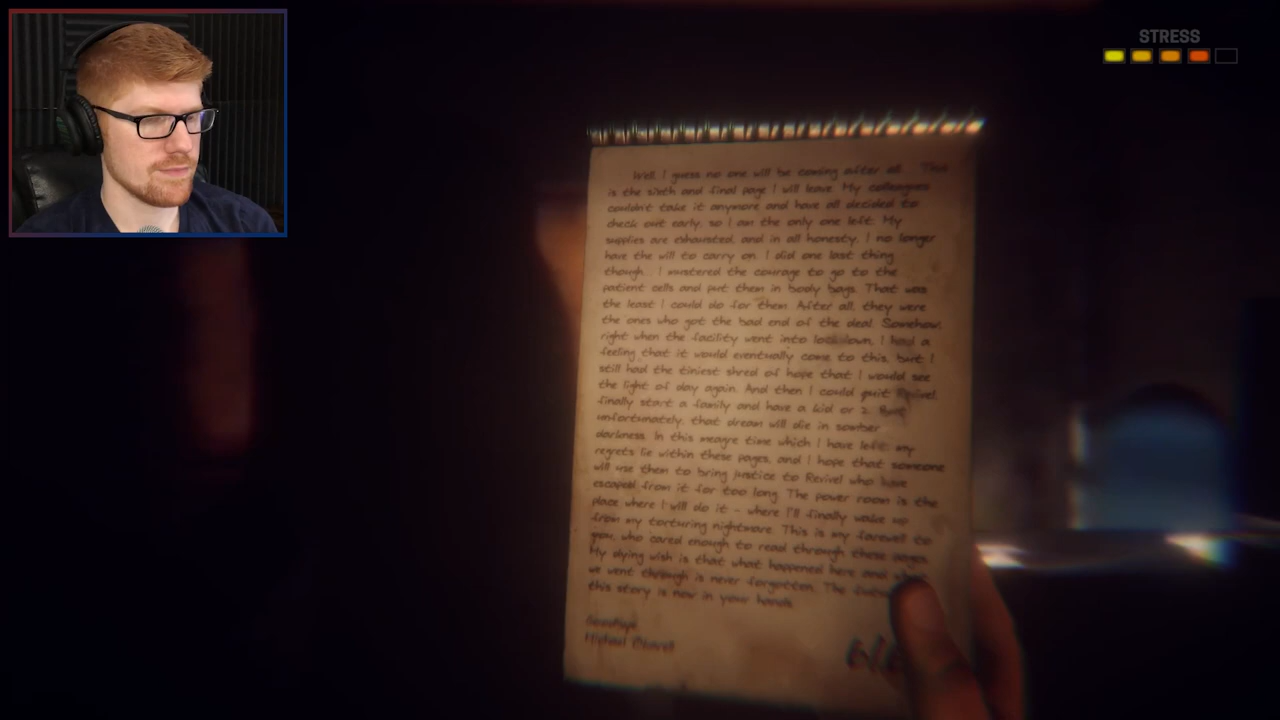 STRESS
Well, I guess no one will be coming after all... This
is the sixth and final page I will leave. My colleagues
couldn't take it anymore and have all decided to
check out early, so I am the only one left. My
supplies are exhausted, and in all honesty, I no longer
have the will to carry on. I did one last thing
though... I mustered the courage to go to the
patient cells and put them in body bags. That was
the least I could do for them. After all, they were
the ones who got the bad end of the deal. Somehow,
right when the facility went into lockdown, I had a
feeling that it would eventually come to this, but I
still had the tiniest shred of hope that I would see
the light of day again. And then I could quit Revivel,
finally start a family and have a kid or 2. But
unfortunately, that dream will die in somber
darkness. In this meagre time which I have left, my
regrets lie within these pages, and I hope that someone
will use them to bring justice to Revivel who have
escaped from it for too long. The power room is the
place where I will do it - where I'll finally wake up
from my torturing nightmare. This is my farewell to
you, who cared enough to read through these pages.
My dying wish is that what happened here and
we went through is never forgotten. The
this story is now in your hands.
Goodbye
Michael
6/6